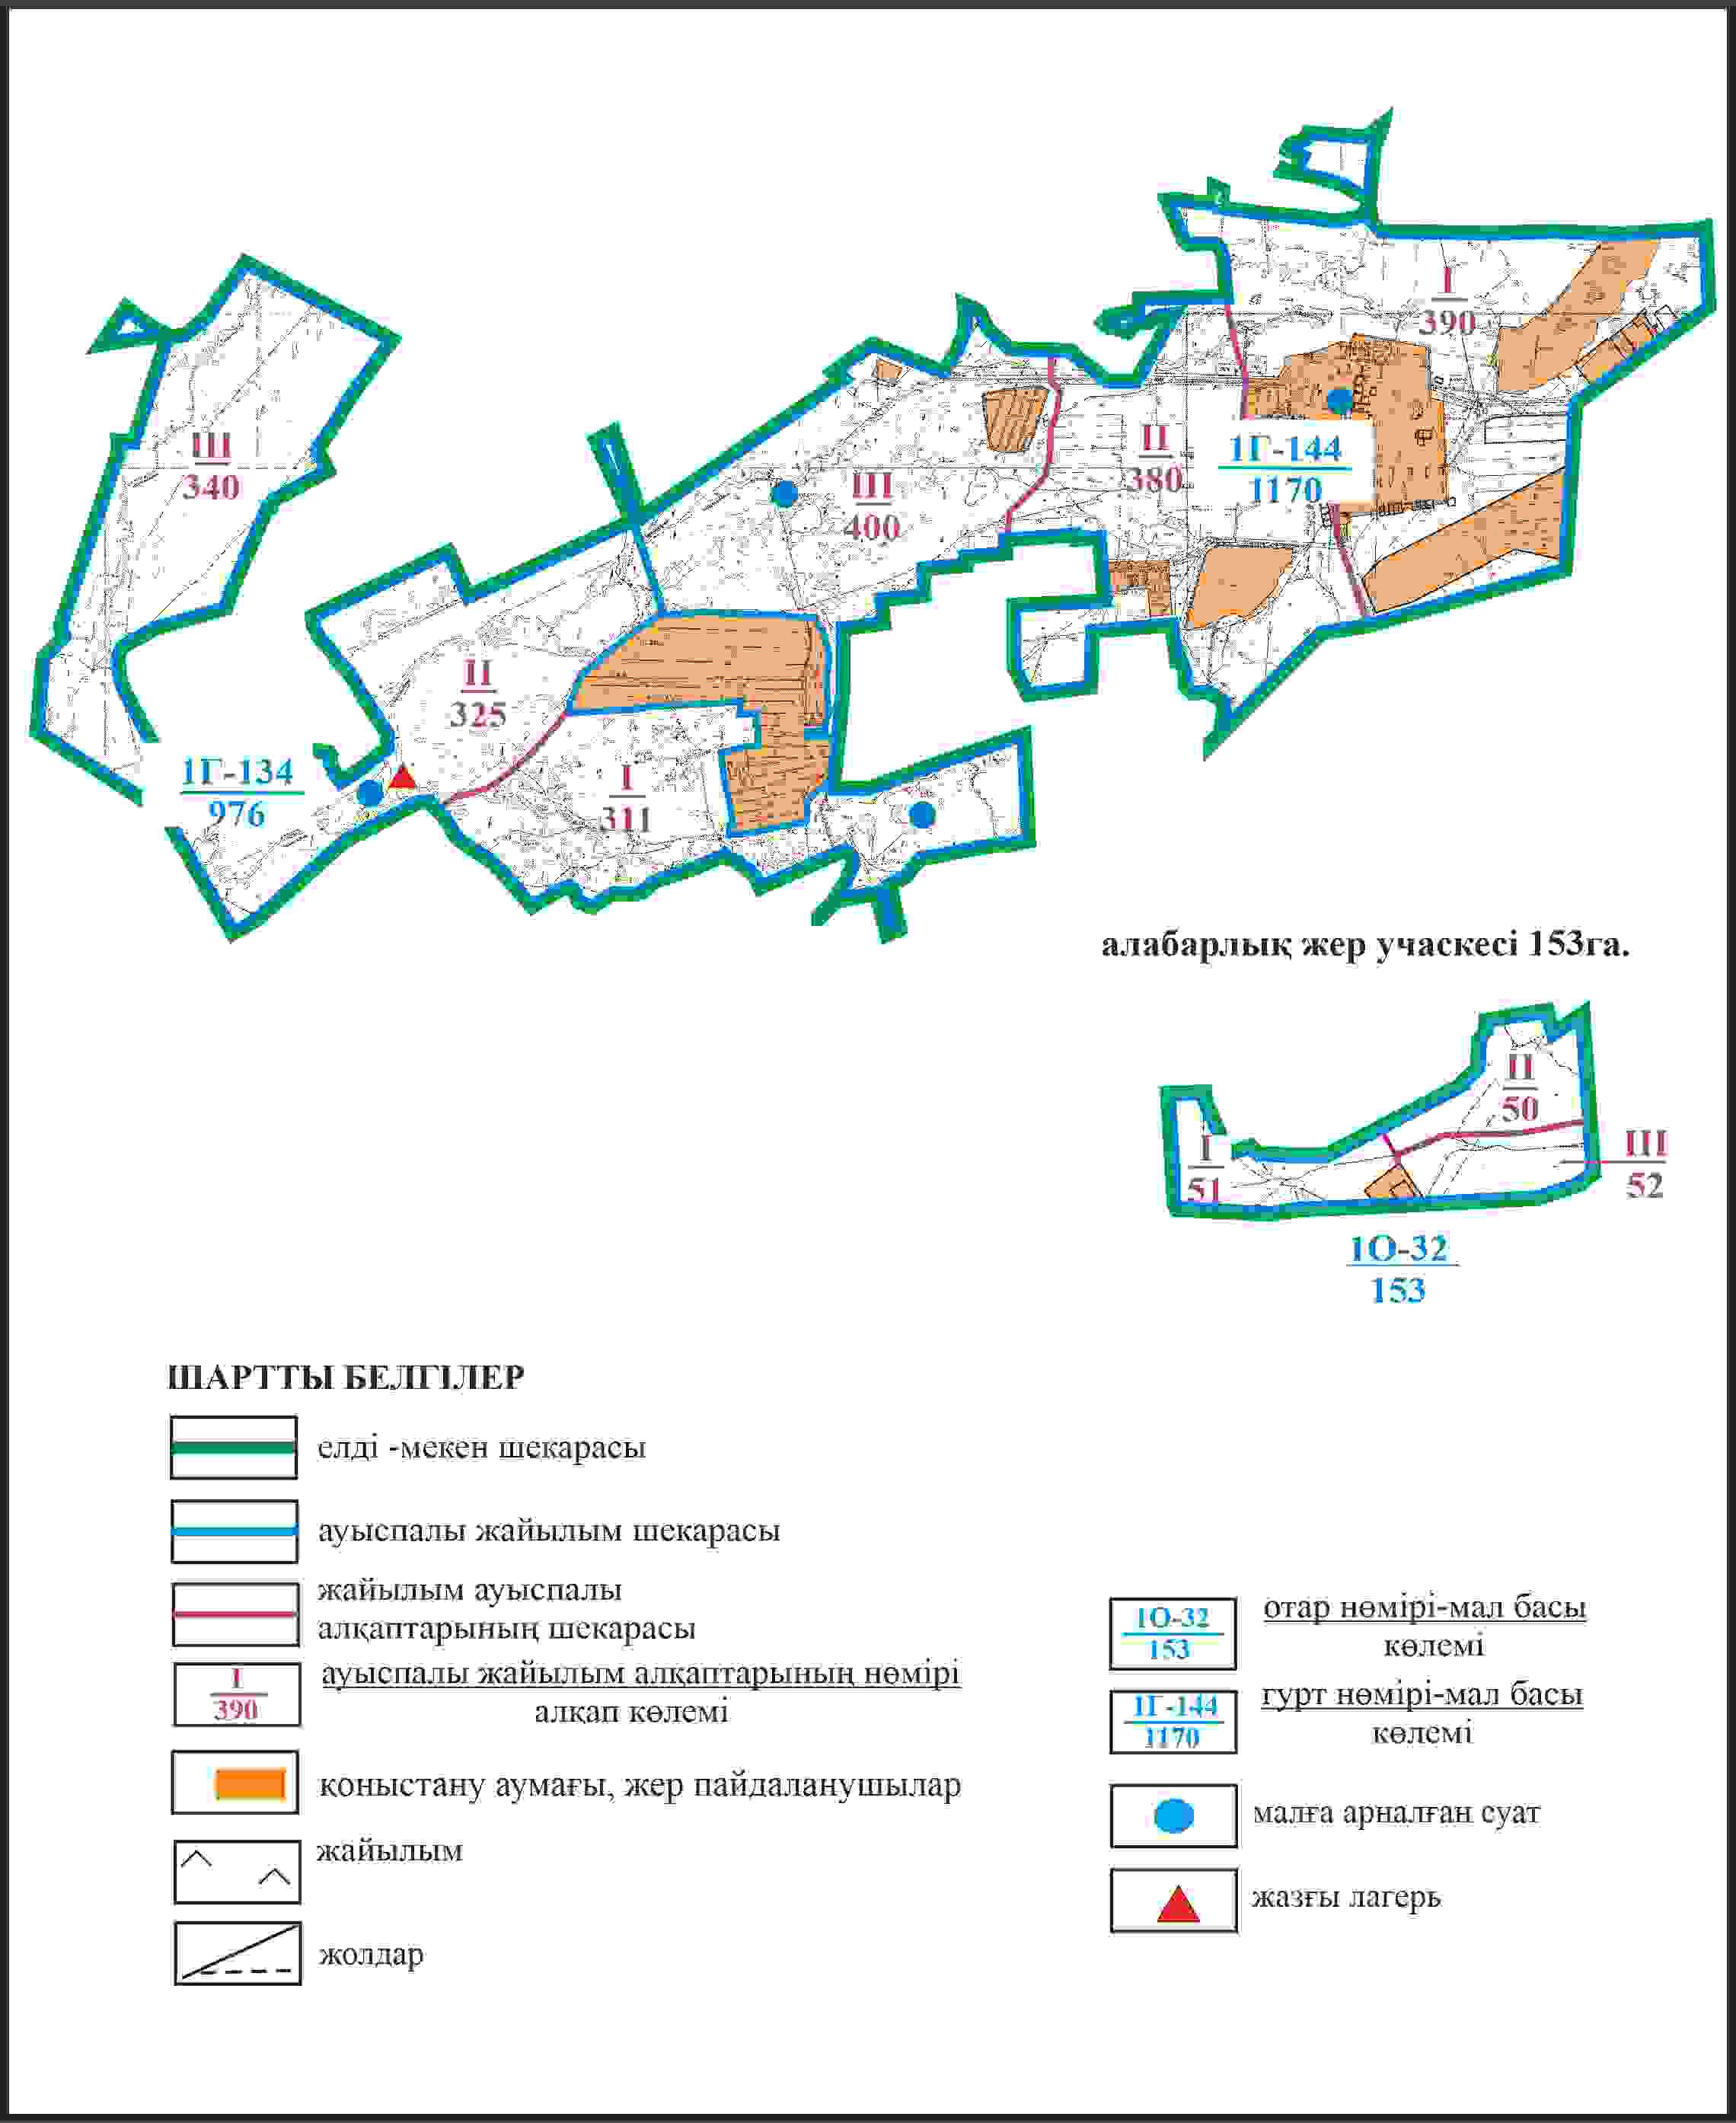 I
390
III
340
II
380
1Г-144
1170
III
400
II
325
1Г-134
976
I
311
алабарлық жер учаскесі 153га.
II
50
I
51
III
52
1О-32
153
ШАРТТЫ БЕЛГІЛЕР
елді -мекен шекарасы
ауыспалы жайылым шекарасы
жайылым ауыспалы
алқаптарының шекарасы
I
390
ауыспалы жайылым алқаптарының нөмірі
алқап көлемі
қоныстану аумағы, жер пайдаланушылар
жайылым
жолдар
1О-32
153
отар нөмірі-мал басы
көлемі
1Г-144
1170
гурт нөмірі-мал басы
көлемі
малға арналған суат
жазғы лагерь